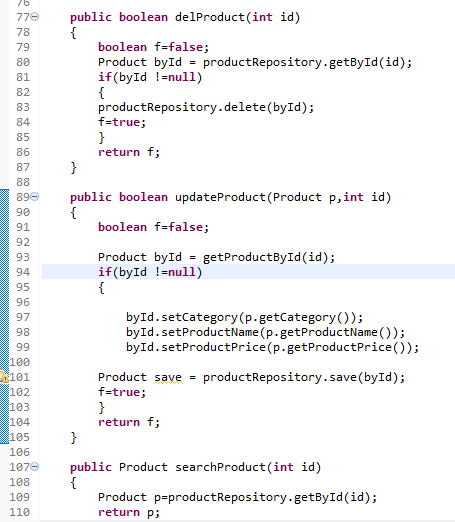 76
77 public boolean delProduct(int id)
78 {
79 boolean f=false;
80 Product byId = productRepository.getById(id);
81 if(byId !=null)
82 {
83 productRepository.delete(byId);
84 f=true;
85 }
86 return f;
87 }
88
89 public boolean updateProduct(Product p,int id)
90 {
91 boolean f=false;
92
93 Product byId = getProductById(id);
94 if(byId !=null)
95 {
96
97 byId.setCategory(p.getCategory());
98 byId.setProductName(p.getProductName());
99 byId.setProductPrice(p.getProductPrice());
100
101 Product save = productRepository.save(byId);
102 f=true;
103 }
104 return f;
105 }
106
107 public Product searchProduct(int id)
108 {
109 Product p=productRepository.getById(id);
110 return p;